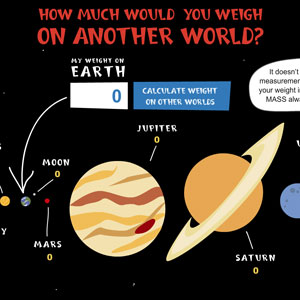 HOW MUCH WOULD YOU WEIGH
ON ANOTHER WORLD?
MY WEIGHT ON
EARTH
0
CALCULATE WEIGHT
ON OTHER WORLDS
It doesn't
measurement
your weight in
MASS alw
JUPITER
0
MOON
0
MARS
0
SATURN
0